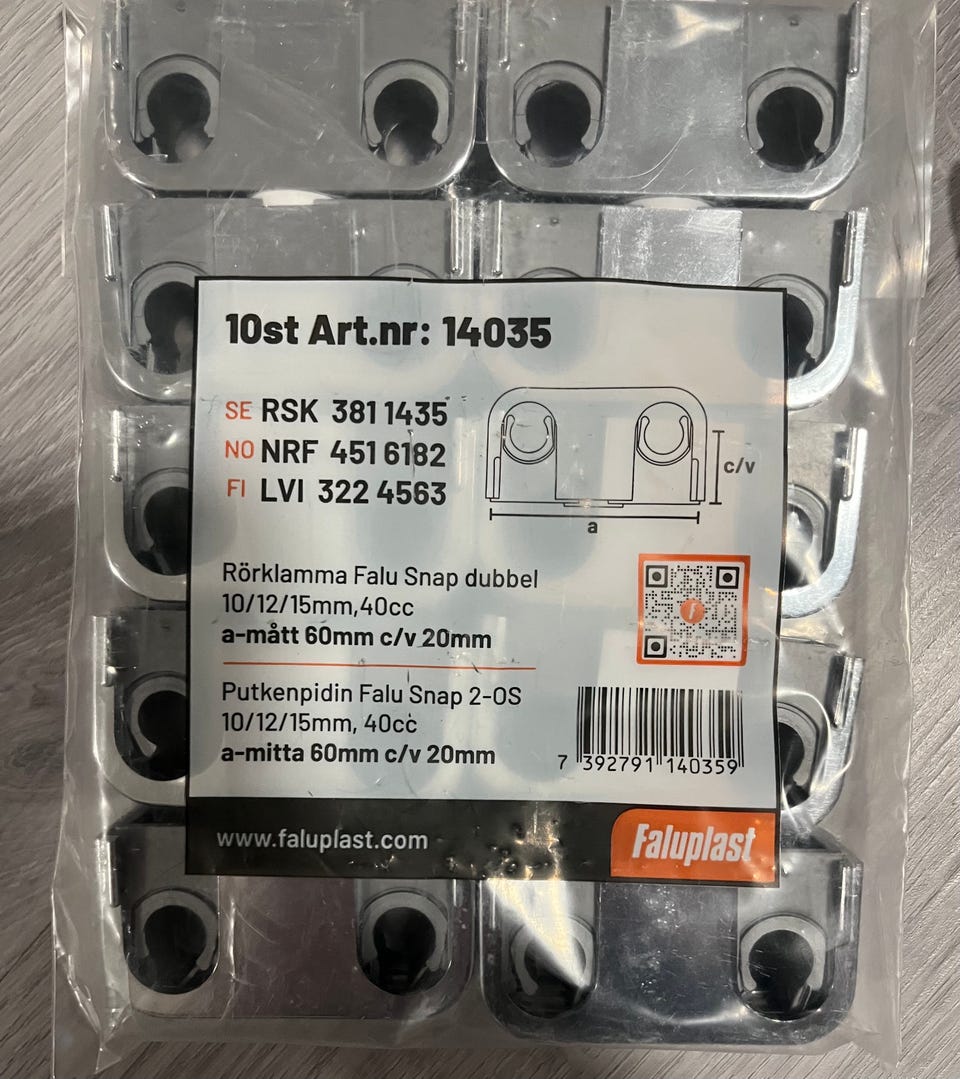 10st Art.nr: 14035
SE RSK 381 1435
NO NRF 451 6182
FI LVI 322 4563
c/v
a
Rörklamma Falu Snap dubbel
10/12/15mm,40cc
a-mått 60mm c/v 20mm
Putkenpidin Falu Snap 2-OS
10/12/15mm, 40cc
a-mitta 60mm c/v 20mm
7 392791 140359
www.faluplast.com
Faluplast